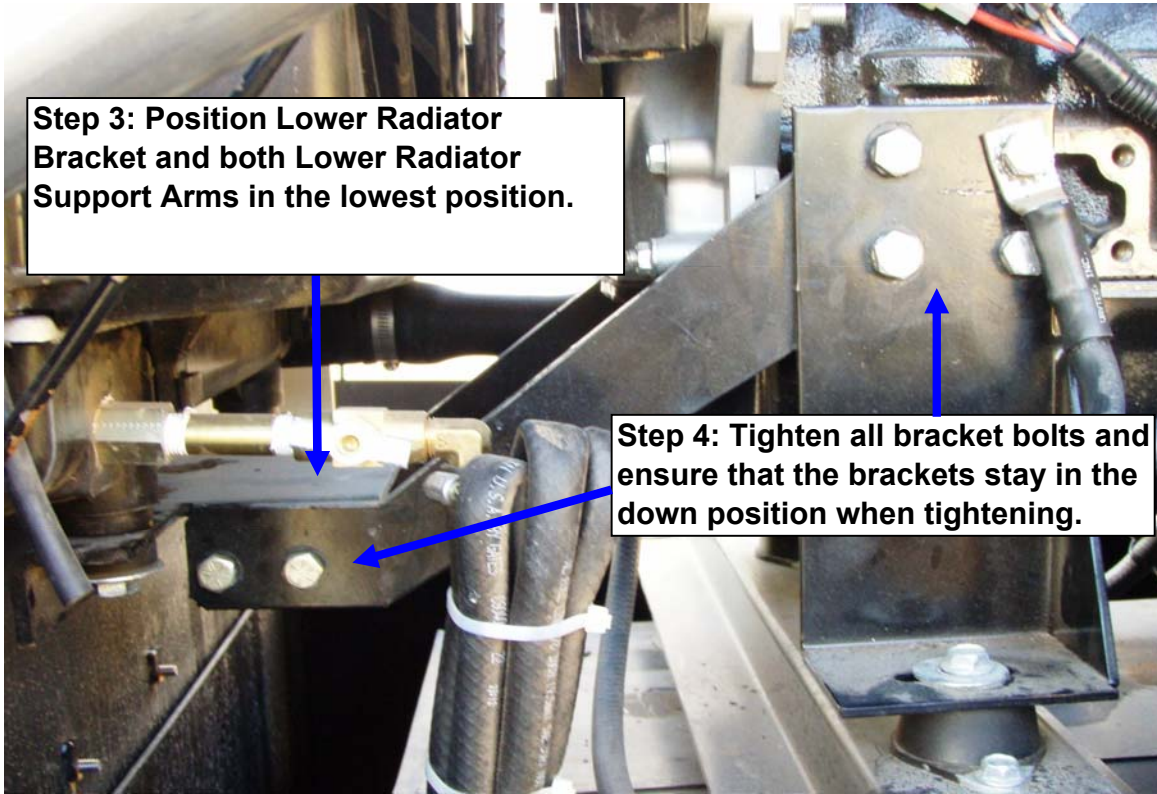 Step 3: Position Lower Radiator
Bracket and both Lower Radiator
Support Arms in the lowest position.
Step 4: Tighten all bracket bolts and
ensure that the brackets stay in the
down position when tightening.
U.S.A.